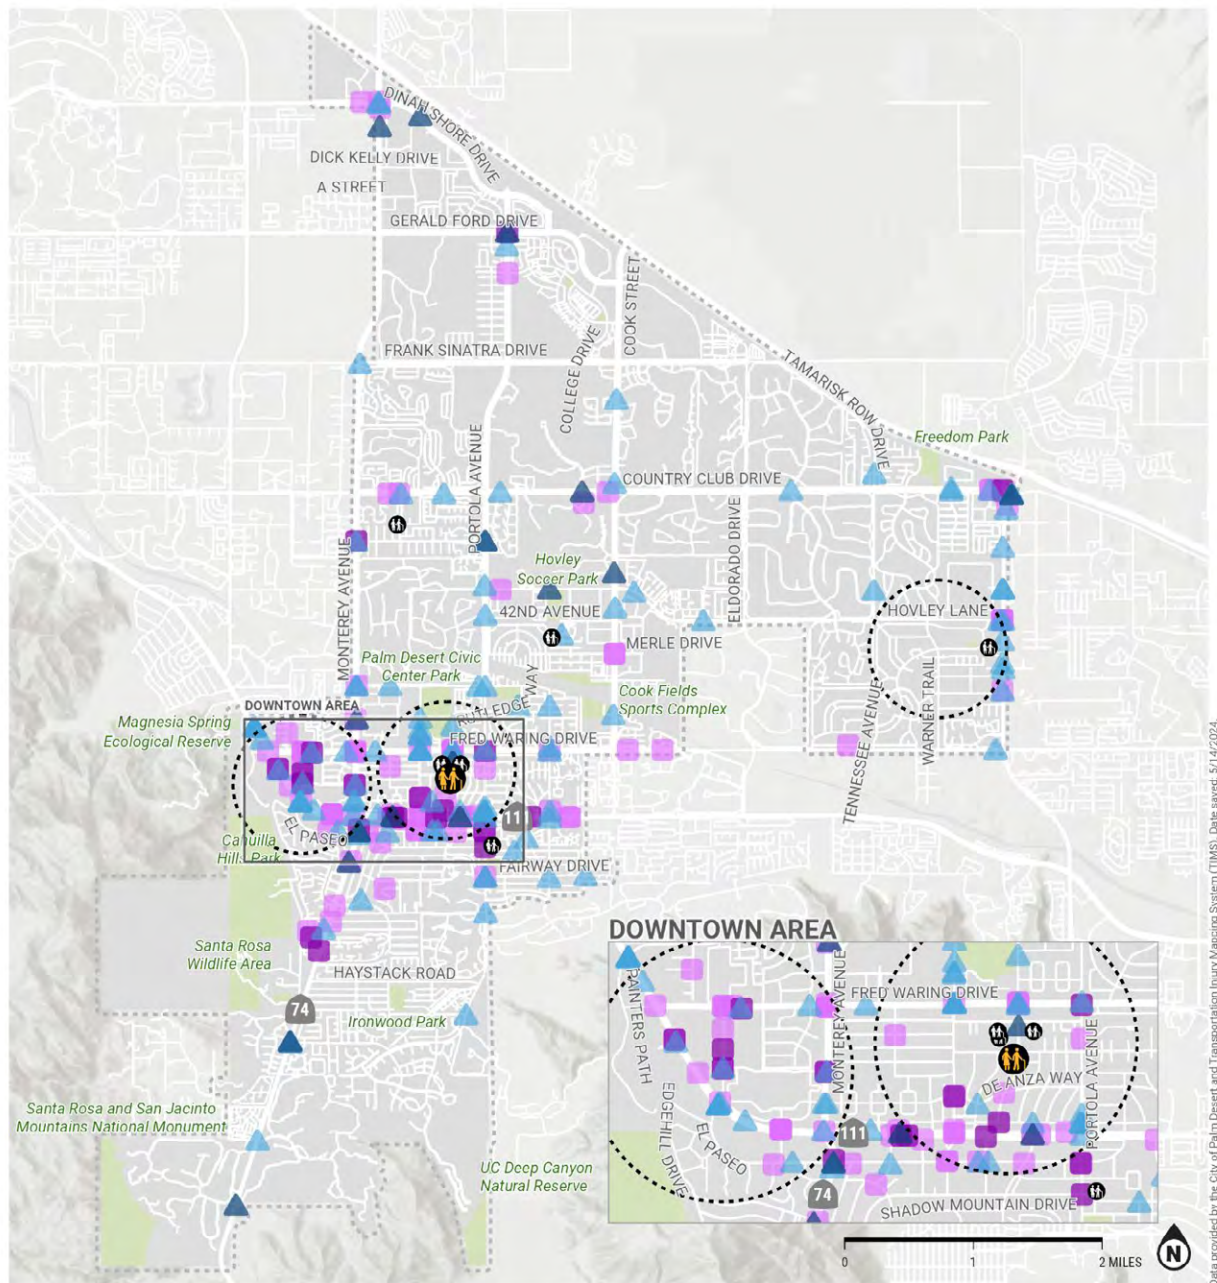 DINAH SHORE DRIVE
DICK KELLY DRIVE
A STREET
GERALD FORD DRIVE
COOK STREET
FRANK SINATRA DRIVE
COLLEGE DRIVE
TAMARISK ROW DRIVE
PORTOLA AVENUE
Freedom Park
COUNTRY CLUB DRIVE
ELDORADO DRIVE
MONTEREY AVENUE
Hovley
Soccer Park
42ND AVENUE
HOVLEY LANE
MERLE DRIVE
Palm Desert Civic
Center Park
RUTLEDGE WAY
Cook Fields
Sports Complex
TENNESSEE AVENUE
WARNER TRAIL
DOWNTOWN AREA
Magnesia Spring
Ecological Reserve
FRED WARING DRIVE
111
EL PASEO
Cahuilla
Hills Park
FAIRWAY DRIVE
Santa Rosa
Wildlife Area
HAYSTACK ROAD
74
Ironwood Park
Santa Rosa and San Jacinto
Mountains National Monument
UC Deep Canyon
Natural Reserve
DOWNTOWN AREA
PAINTERS PATH
MONTEREY AVENUE
FRED WARING DRIVE
DE ANZA WAY
PORTOLA AVENUE
EDGEHILL DRIVE
EL PASEO
111
74
SHADOW MOUNTAIN DRIVE
0 1 2 MILES
N
provided by the City of Palm Desert and Transportation Injury Mapping System (TIMS). Date saved: 5/14/2024.